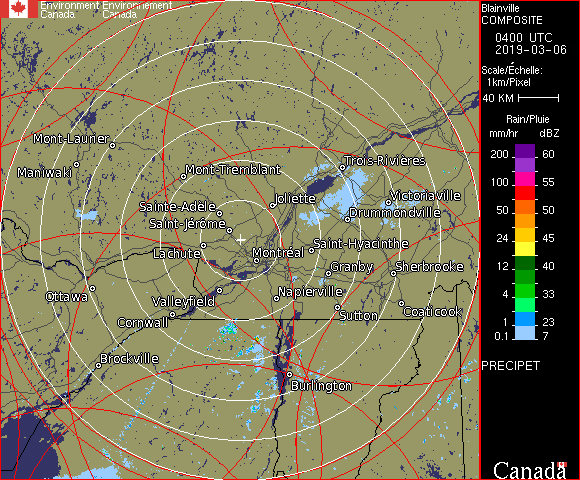 Environment Environnement
Canada Canada
Blainville
COMPOSITE
0400 UTC
2019-03-06
Scale/Échelle:
1km/Pixel
40 KM
Rain/Pluie
mm/hr dBZ
200 60
150 57
100 55
50 50
24 45
12 40
4 33
1 23
0.1 7
PRECIPET
Canada
Mont-Laurier
Maniwaki
Mont-Tremblant
Trois-Rivières
Joliette
Victoriaville
Sainte-Adèle
Drummondville
Saint-Jérôme
Lachute
Montréal
Saint-Hyacinthe
Granby
Sherbrooke
Ottawa
Valleyfield
Napierville
Cornwall
Sutton
Coaticook
Brockville
Burlington